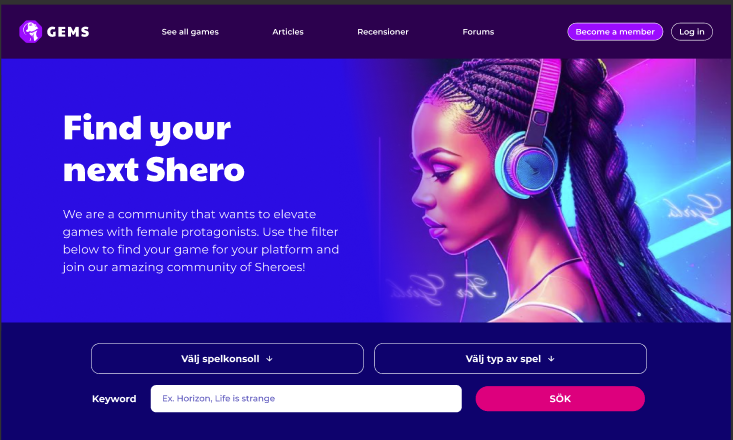 GEMS
See all games
Articles
Recensioner
Forums
Become a member
Log in
Find your
next Shero
We are a community that wants to elevate
games with female protagonists. Use the filter
below to find your game for your platform and
join our amazing community of Sheroes!
Girls
For Girls
Välj spelkonsoll ↓
Välj typ av spel ↓
Keyword
Ex. Horizon, Life is strange
SÖK